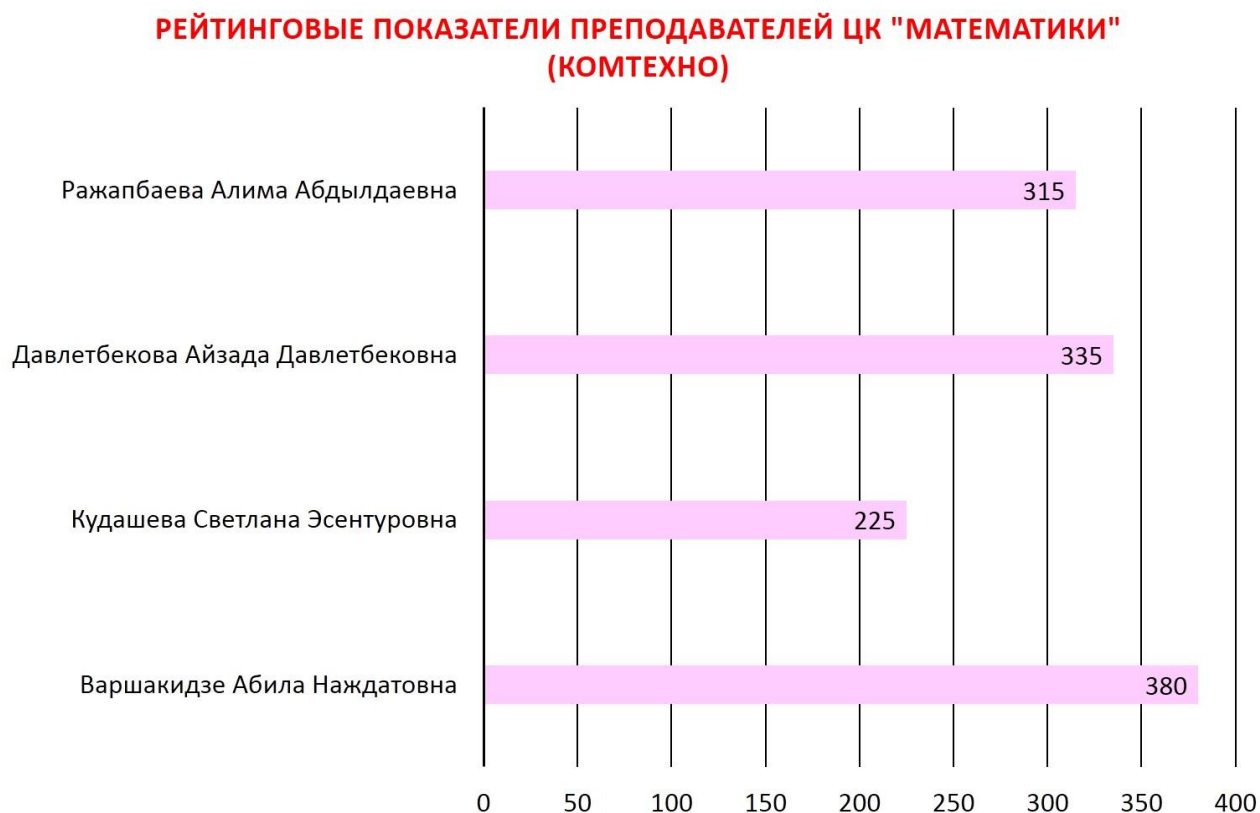 РЕЙТИНГОВЫЕ ПОКАЗАТЕЛИ ПРЕПОДАВАТЕЛЕЙ ЦК "МАТЕМАТИКИ"
(КОМТЕХНО)
Ражапбаева Алима Абдылдаевна
315
Давлетбекова Айзада Давлетбековна
335
Кудашева Светлана Эсентуровна
225
Варшакидзе Абила Наждатовна
380
0 50 100 150 200 250 300 350 400